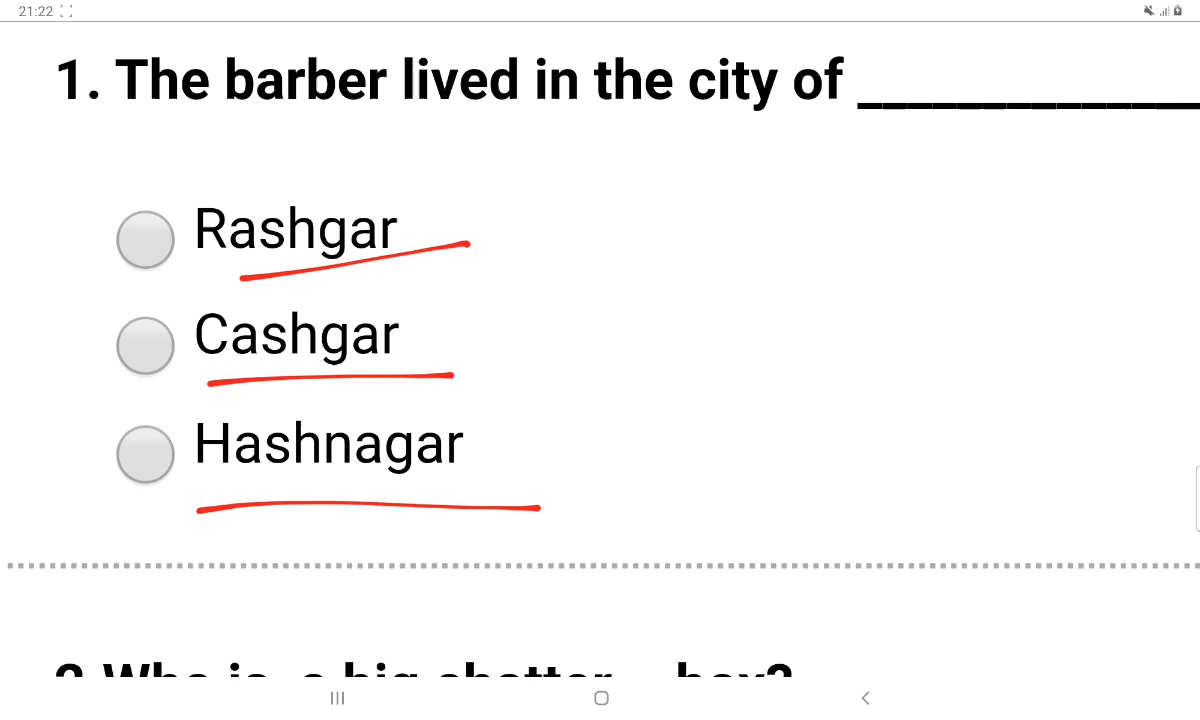 21:22
1. The barber lived in the city of ______________
Rashgar
Cashgar
Hashnagar
2 Who is a big chatter box?